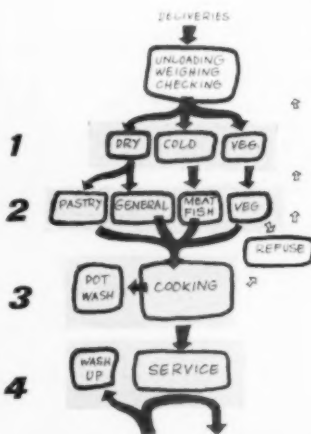 DELIVERIES
UNLOADING
WEIGHING
CHECKING
1
DRY
COLD
VEG
2
PASTRY
GENERAL
MEAT
FISH
VEG
REFUSE
3
POT
WASH
COOKING
4
WASH
UP
SERVICE